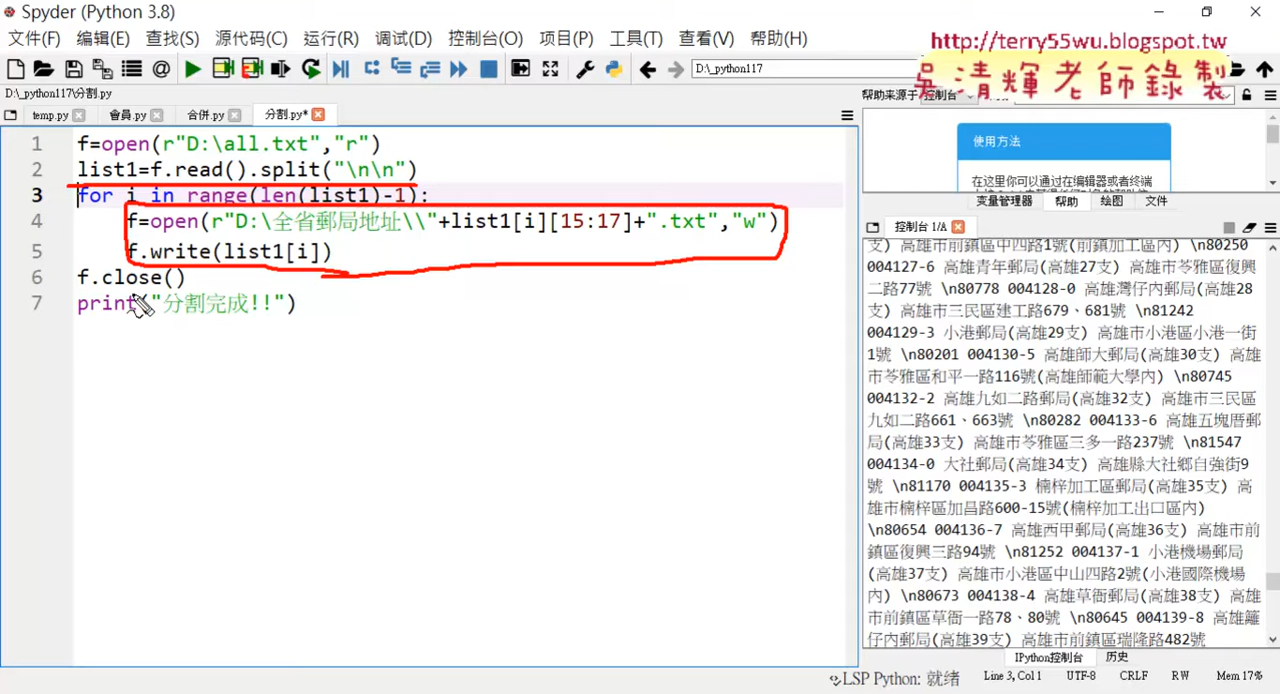 Spyder (Python 3.8)
文件(F) 编辑(E) 查找(S) 源代码(C) 运行(R) 调试(D) 控制台(O) 项目(P) 工具(T) 查看(V) 帮助(H)
http://terry55wu.blogspot.tw
吳清輝老師錄製
D:\_python117
D:\_python117\分割.py
temp.py 會員.py 合併.py 分割.py*
1 f=open(r"D:\all.txt","r")
2 list1=f.read().split("\n\n")
3 for i in range(len(list1)-1):
4 f=open(r"D:\全省郵局地址\\"+list1[i][15:17]+".txt","w")
5 f.write(list1[i])
6 f.close()
7 print("分割完成!!")
帮助来源于 控制台
使用方法
在这里你可以通过在编辑器或者终端
变量管理器 帮助 绘图 文件
控制台 1/A
支) 高雄市前鎮區中四路1號(前鎮加工區內) \n80250
004127-6 高雄青年郵局(高雄27支) 高雄市苓雅區復興
二路77號 \n80778 004128-0 高雄灣仔內郵局(高雄28
支) 高雄市三民區建工路679、681號 \n81242
004129-3 小港郵局(高雄29支) 高雄市小港區小港一街
1號 \n80201 004130-5 高雄師大郵局(高雄30支) 高雄
市苓雅區和平一路116號(高雄師範大學內) \n80745
004132-2 高雄九如二路郵局(高雄32支) 高雄市三民區
九如二路661、663號 \n80282 004133-6 高雄五塊厝郵
局(高雄33支) 高雄市苓雅區三多一路237號 \n81547
004134-0 大社郵局(高雄34支) 高雄縣大社鄉自強街9
號 \n81170 004135-3 楠梓加工區郵局(高雄35支) 高
雄市楠梓區加昌路600-15號(楠梓加工出口區內)
\n80654 004136-7 高雄西甲郵局(高雄36支) 高雄市前
鎮區復興三路94號 \n81252 004137-1 小港機場郵局
(高雄37支) 高雄市小港區中山四路2號(小港國際機場
內) \n80673 004138-4 高雄草衙郵局(高雄38支) 高雄
市前鎮區草衙一路78、80號 \n80645 004139-8 高雄籬
仔內郵局(高雄39支) 高雄市前鎮區瑞隆路482號
IPython控制台 历史
LSP Python: 就绪 Line 3, Col 1 UTF-8 CRLF RW Mem 17%